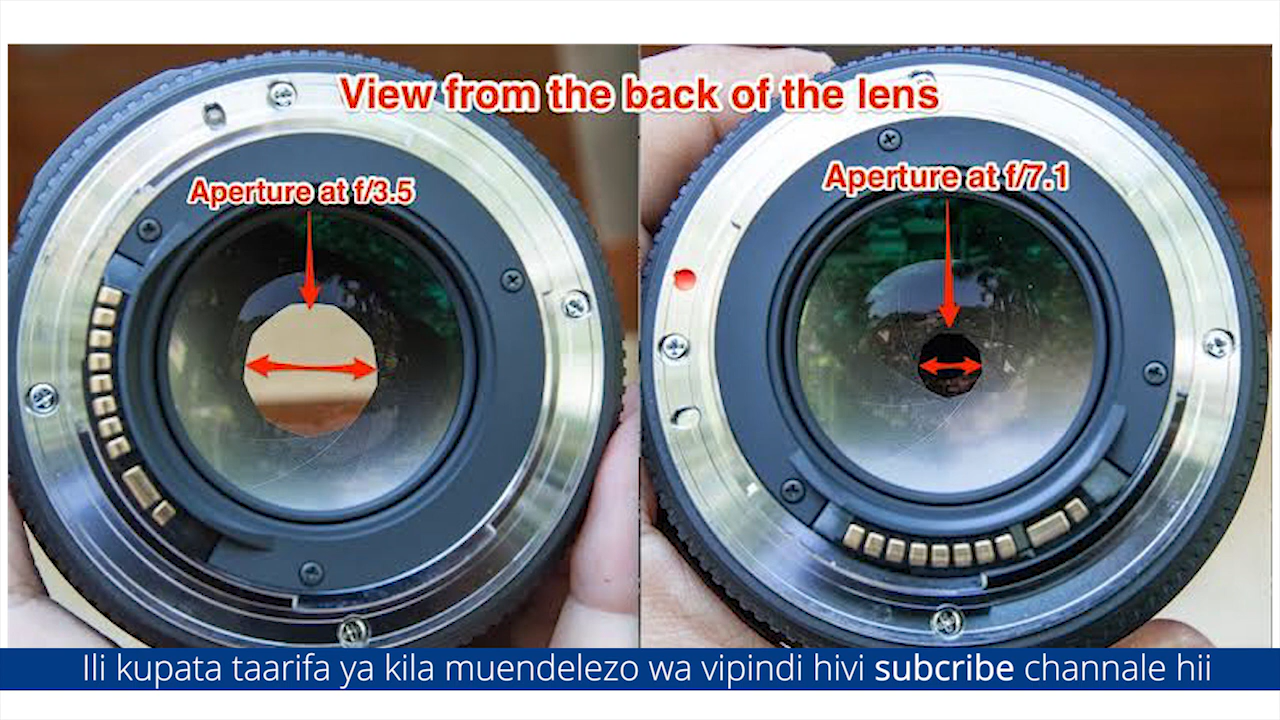 View from the back of the lens
Aperture at f/3.5
Aperture at f/7.1
Ili kupata taarifa ya kila muendelezo wa vipindi hivi subcribe channale hii